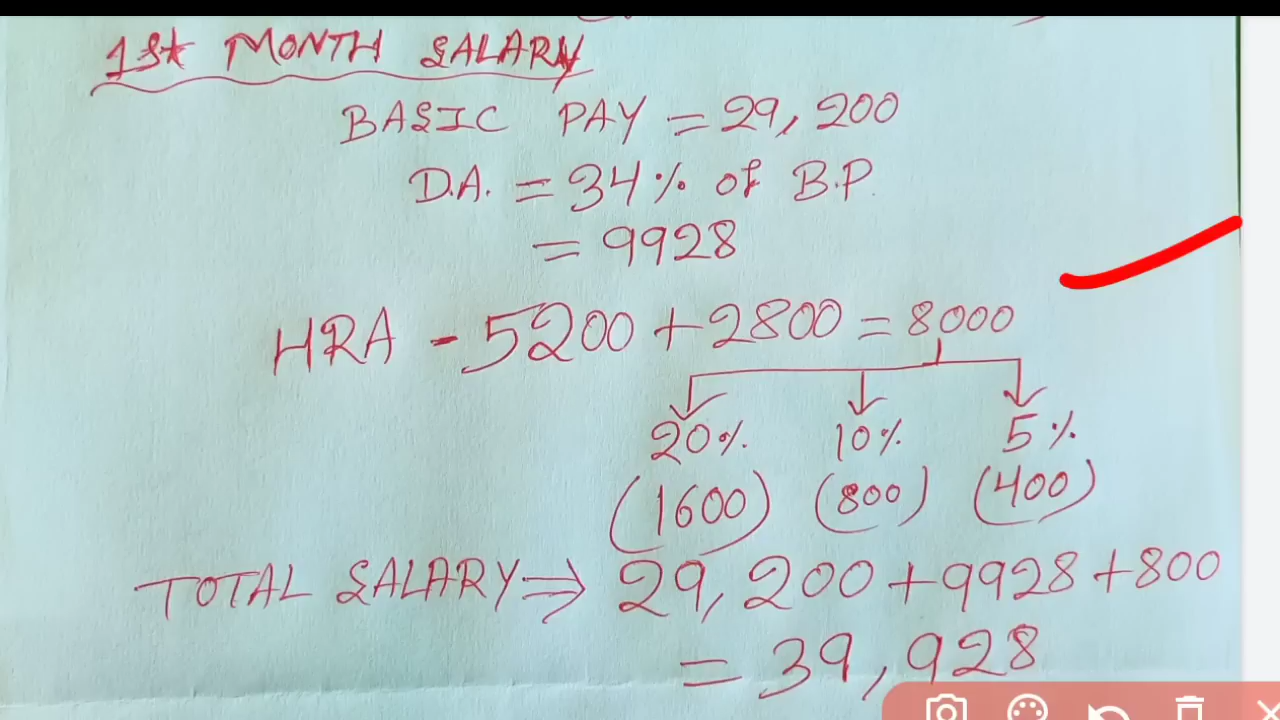 1st MONTH SALARY
BASIC PAY = 29,200
D.A. = 34% of B.P.
= 9928
HRA - 5200 + 2800 = 8000
20% 10% 5%
(1600) (800) (400)
TOTAL SALARY ⇒ 29,200 + 9928 + 800
= 39,928